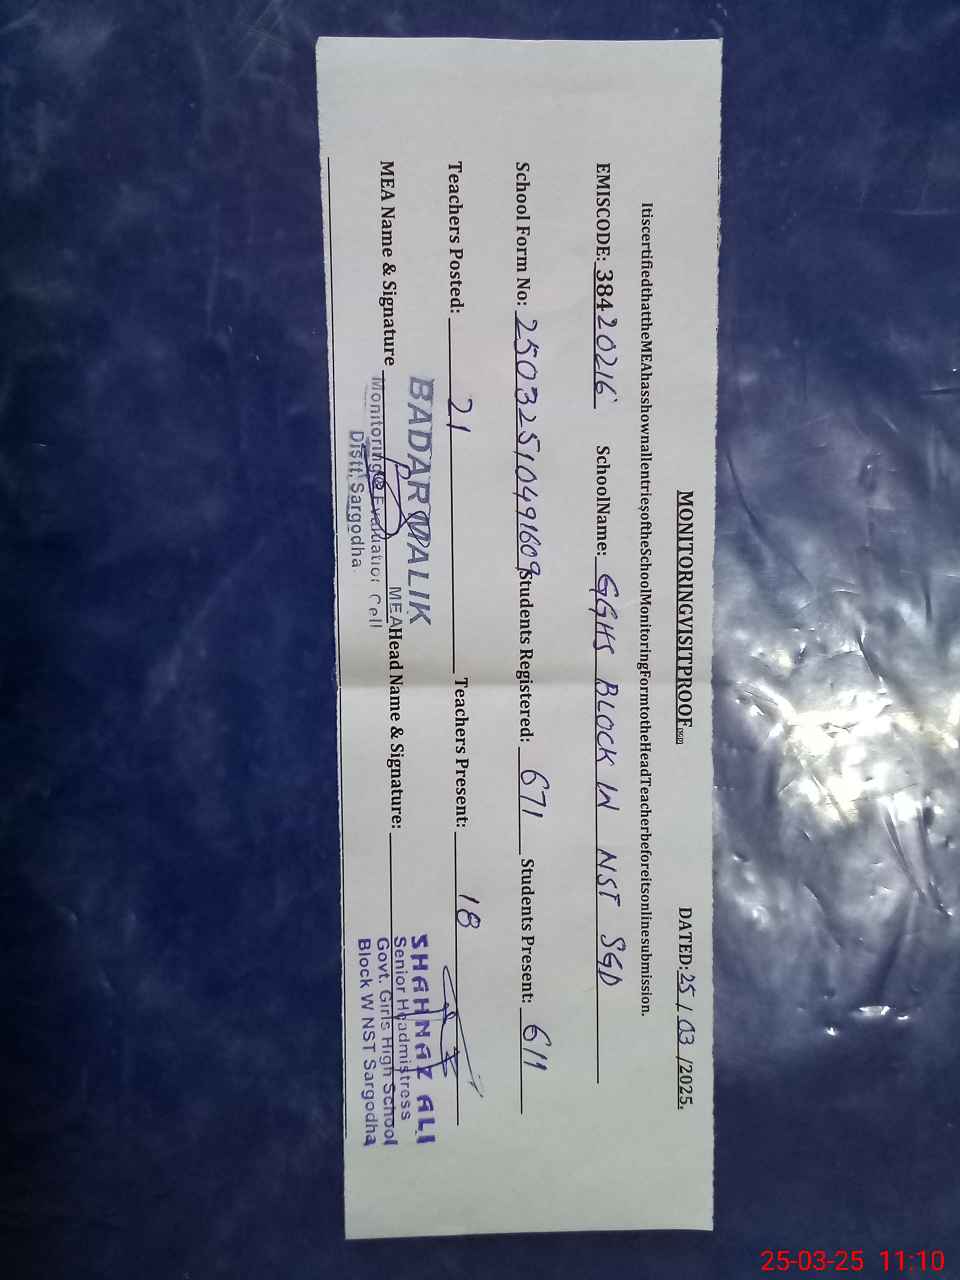 MONITORINGVISITPROOF DATED:25/03/2025.
ItiscertifiedthattheMEAhasshownallentriesoftheSchoolMonitoringFormtotheHeadTeacherbeforeitsonlinesubmission.
EMISCODE: 38420216 SchoolName: GGHS BLOCK W NST SGD
School Form No: 25032510491609 Students Registered: 671 Students Present: 611
Teachers Posted: 21 Teachers Present: 18
BADAR MALIK
MEA
MEA Name & Signature Head Name & Signature:
Monitoring & Evaluation Cell
Distt. Sargodha
SHAHNAZ ALI
Senior Headmistress
Govt. Girls High School
Block W NST Sargodha
25-03-25 11:10